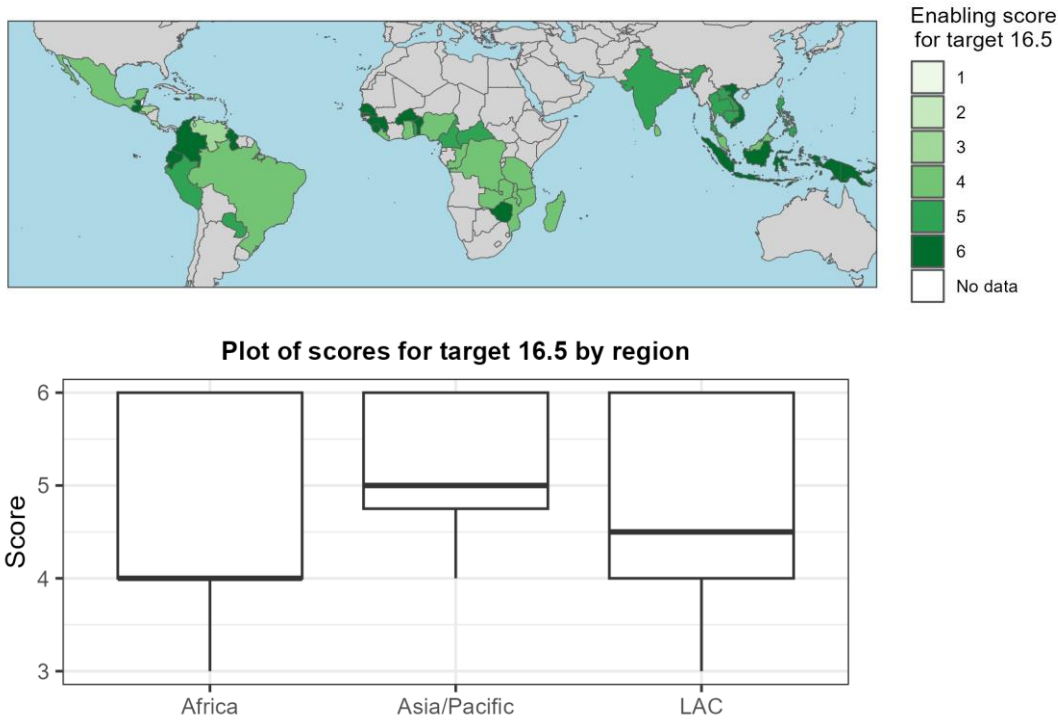 Enabling score
for target 16.5
1
2
3
4
5
6
No data
Plot of scores for target 16.5 by region
6
5
4
3
Score
Africa
Asia/Pacific
LAC